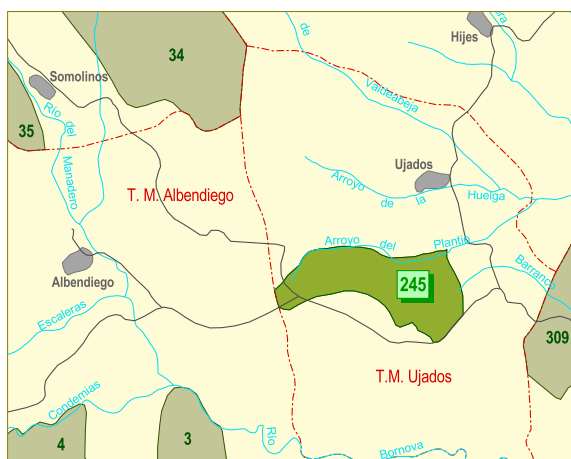 de
Hijes
34
Somolinos
Valdeabeja
35
Río del Manadero
Ujados
Arroyo de la Huelga
T. M. Albendiego
Arroyo del Plantío
Barranco
Albendiego
245
Escaleras
309
T.M. Ujados
Condemias
4
3
Río
Bornova